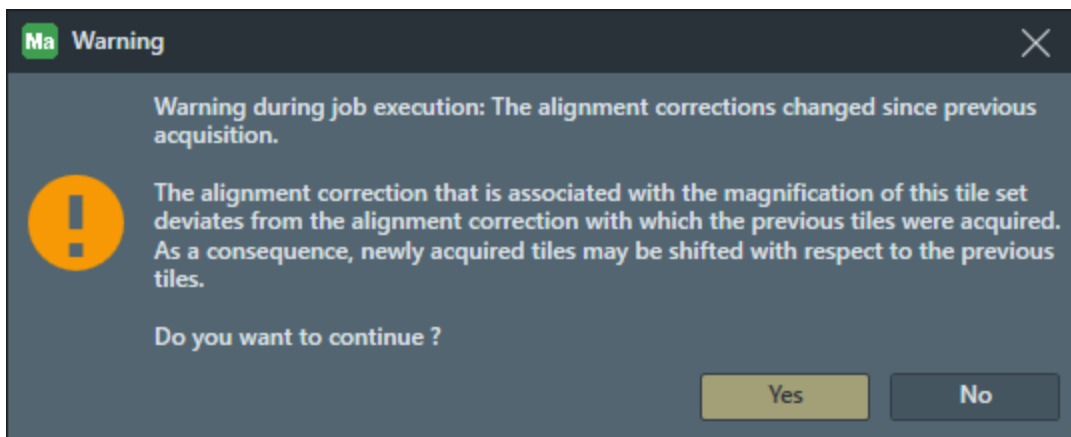 Ma Warning
Warning during job execution: The alignment corrections changed since previous
acquisition.
The alignment correction that is associated with the magnification of this tile set
deviates from the alignment correction with which the previous tiles were acquired.
As a consequence, newly acquired tiles may be shifted with respect to the previous
tiles.
Do you want to continue ?
Yes No